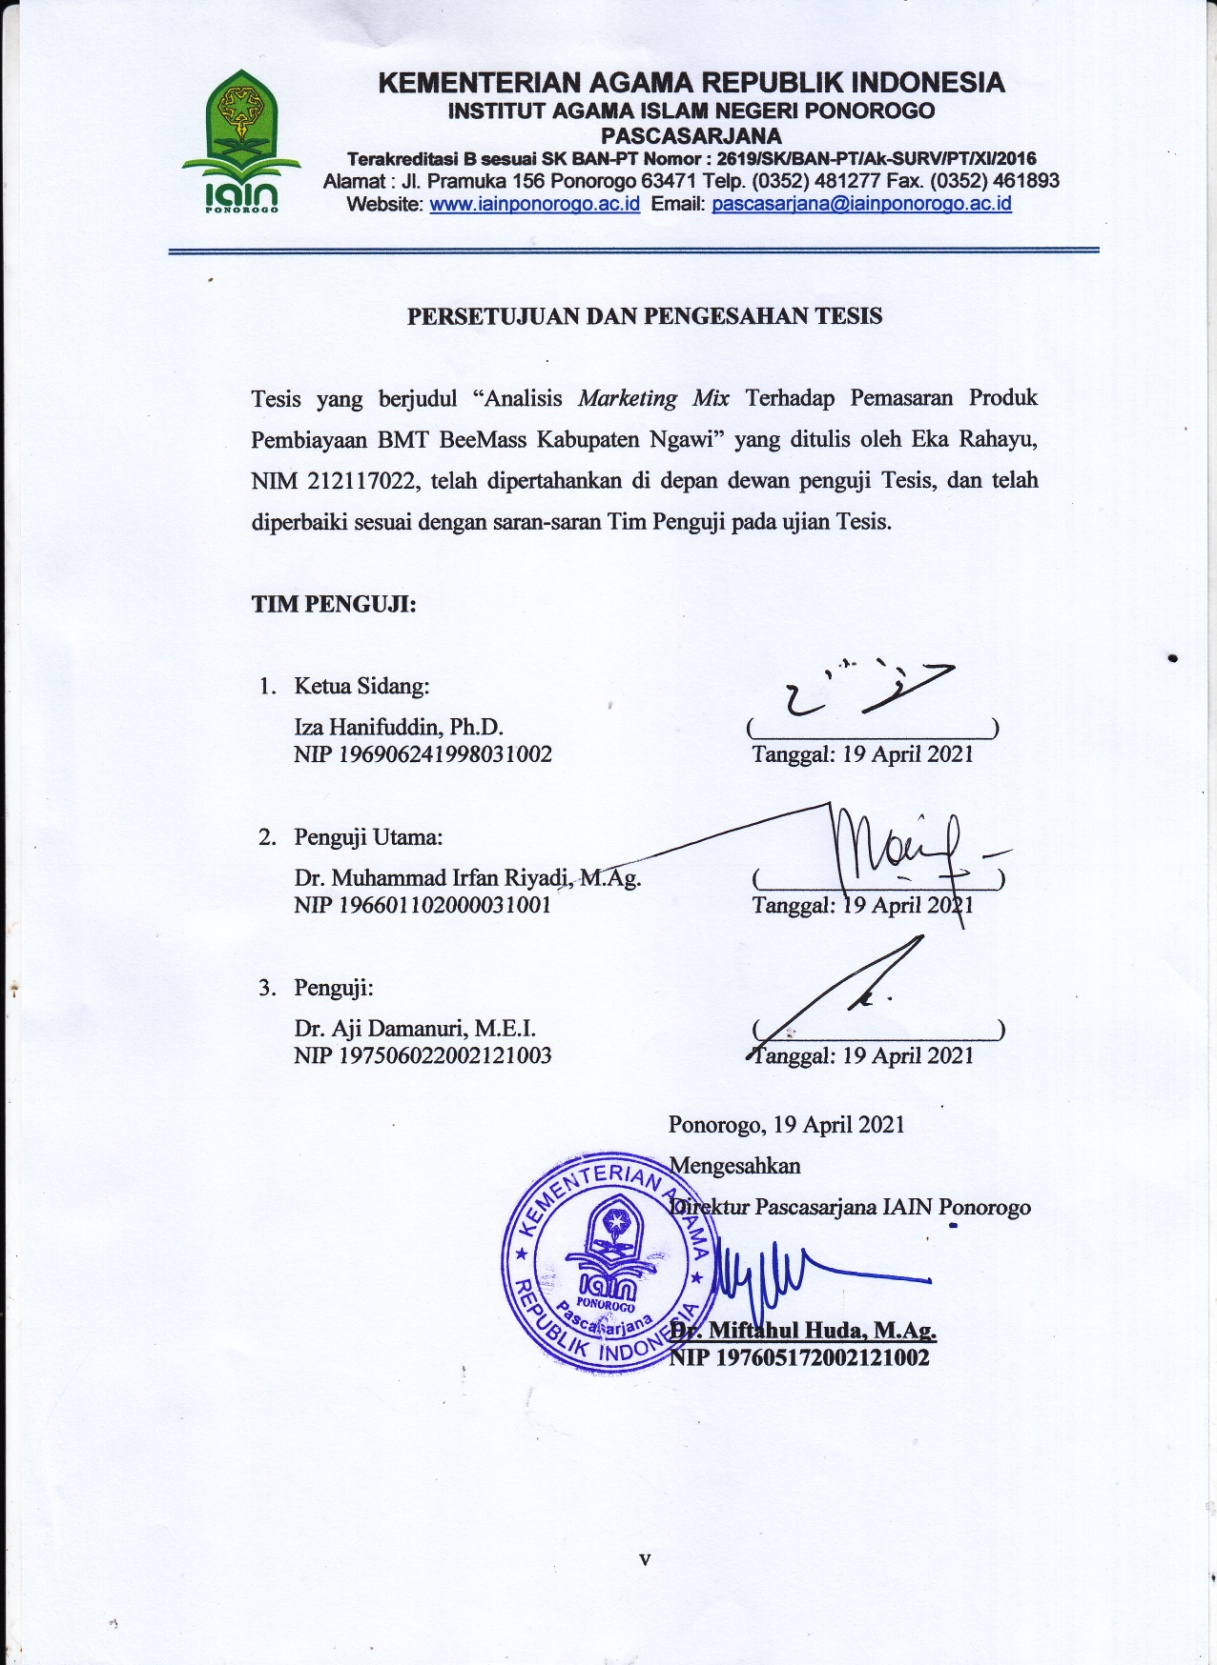 iain
PONOROGO
KEMENTERIAN AGAMA REPUBLIK INDONESIA
INSTITUT AGAMA ISLAM NEGERI PONOROGO
PASCASARJANA
Terakreditasi B sesuai SK BAN-PT Nomor : 2619/SK/BAN-PT/Ak-SURV/PT/XI/2016
Alamat : Jl. Pramuka 156 Ponorogo 63471 Telp. (0352) 481277 Fax. (0352) 461893
Website: www.iainponorogo.ac.id Email: pascasarjana@iainponorogo.ac.id
PERSETUJUAN DAN PENGESAHAN TESIS
Tesis yang berjudul “Analisis Marketing Mix Terhadap Pemasaran Produk
Pembiayaan BMT BeeMass Kabupaten Ngawi” yang ditulis oleh Eka Rahayu,
NIM 212117022, telah dipertahankan di depan dewan penguji Tesis, dan telah
diperbaiki sesuai dengan saran-saran Tim Penguji pada ujian Tesis.
TIM PENGUJI:
1. Ketua Sidang:
Iza Hanifuddin, Ph.D. (____________________)
NIP 196906241998031002 Tanggal: 19 April 2021
2. Penguji Utama:
Dr. Muhammad Irfan Riyadi, M.Ag. (____________________)
NIP 196601102000031001 Tanggal: 19 April 2021
3. Penguji:
Dr. Aji Damanuri, M.E.I. (____________________)
NIP 197506022002121003 Tanggal: 19 April 2021
Ponorogo, 19 April 2021
Mengesahkan
Direktur Pascasarjana IAIN Ponorogo
KEMENTERIAN AGAMA
REPUBLIK INDONESIA
iain
PONOROGO
Pascasarjana
Dr. Miftahul Huda, M.Ag.
NIP 197605172002121002
v